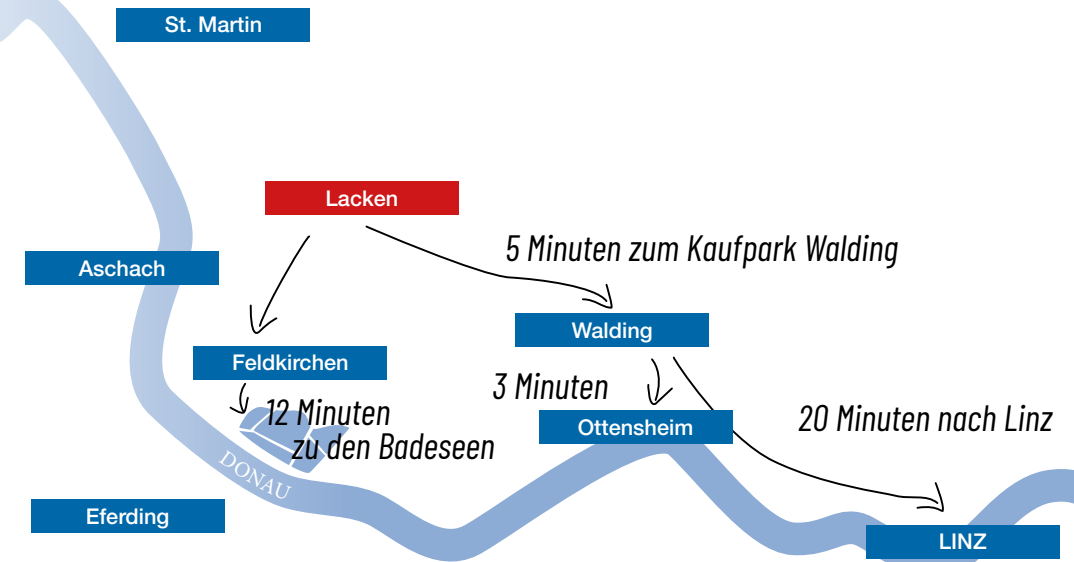 St. Martin
Lacken
5 Minuten zum Kaufpark Walding
Aschach
Walding
Feldkirchen
3 Minuten
12 Minuten
zu den Badeseen
Ottensheim
20 Minuten nach Linz
DONAU
Eferding
LINZ